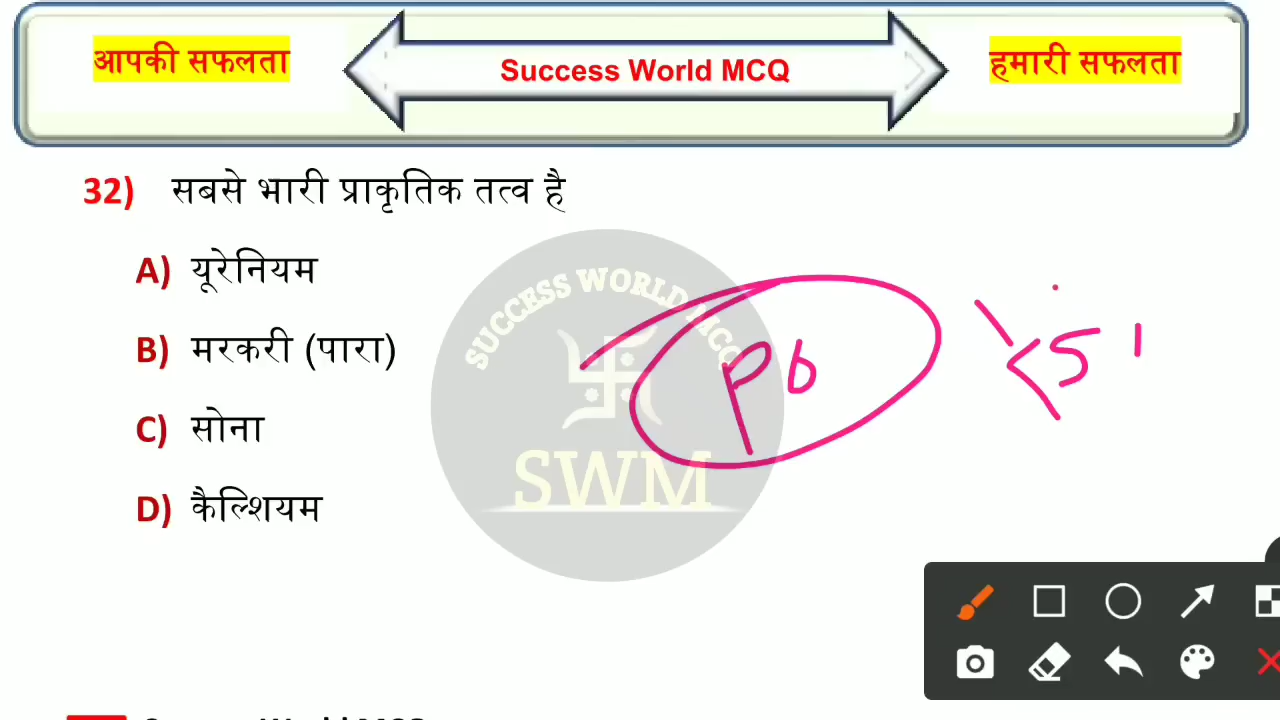 आपकी सफलता
Success World MCQ
हमारी सफलता
32) सबसे भारी प्राकृतिक तत्व है
A) यूरेनियम
B) मरकरी (पारा)
C) सोना
D) कैल्शियम
SUCCESS WORLD MCQ
SWM
Pb